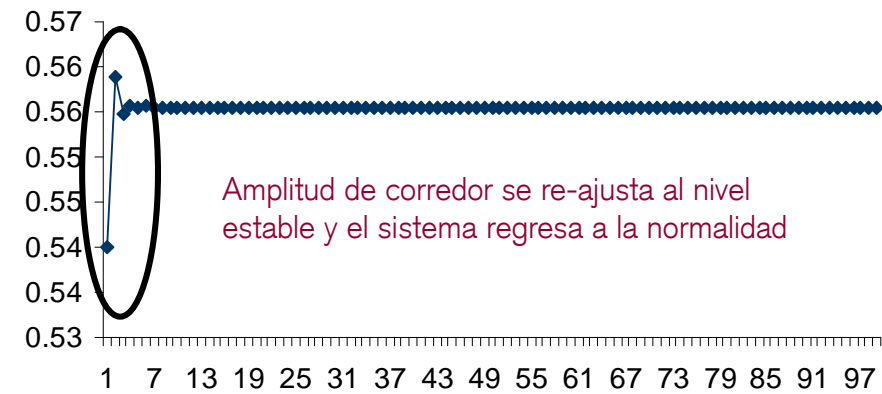 0.57
0.56
0.56
0.55
0.55
0.54
0.54
0.53
Amplitud de corredor se re-ajusta al nivel
estable y el sistema regresa a la normalidad
1 7 13 19 25 31 37 43 49 55 61 67 73 79 85 91 97